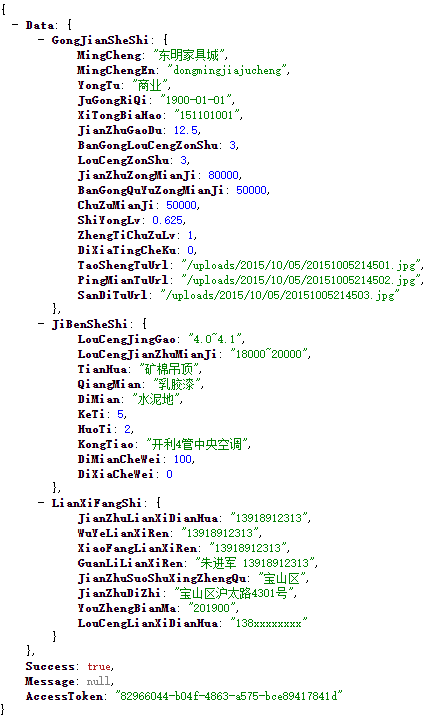 {
- Data: {
- GongJianSheShi: {
MingCheng: "东明家具城",
MingChengEn: "dongmingjiajucheng",
YongTu: "商业",
JuGongRiQi: "1900-01-01",
XiTongBiaHao: "151101001",
JianZhuGaoDu: 12.5,
BanGongLouCengZonShu: 3,
LouCengZonShu: 3,
JianZhuZongMianJi: 80000,
BanGongQuYuZongMianJi: 50000,
ChuZuMianJi: 50000,
ShiYongLv: 0.625,
ZhengTiChuZuLv: 1,
DiXiaTingCheKu: 0,
TaoShengTuUrl: "/uploads/2015/10/05/20151005214501.jpg",
PingMianTuUrl: "/uploads/2015/10/05/20151005214502.jpg",
SanDiTuUrl: "/uploads/2015/10/05/20151005214503.jpg"
},
- JiBenSheShi: {
LouCengJingGao: "4.0~4.1",
LouCengJianZhuMianJi: "18000~20000",
TianHua: "矿棉吊顶",
QiangMian: "乳胶漆",
DiMian: "水泥地",
KeTi: 5,
HuoTi: 2,
KongTiao: "开利4管中央空调",
DiMianCheWei: 100,
DiXiaCheWei: 0
},
- LianXiFangShi: {
JianZhuLianXiDianHua: "13918912313",
WuYeLianXiRen: "13918912313",
XiaoFangLianXiRen: "13918912313",
GuanLiLianXiRen: "朱进军 13918912313",
JianZhuSuoShuXingZhengQu: "宝山区",
JianZhuDiZhi: "宝山区沪太路4301号",
YouZhengBianMa: "201900",
LouCengLianXiDianHua: "138xxxxxxxx"
}
},
Success: true,
Message: null,
AccessToken: "82966044-b04f-4863-a575-bce89417841d"
}